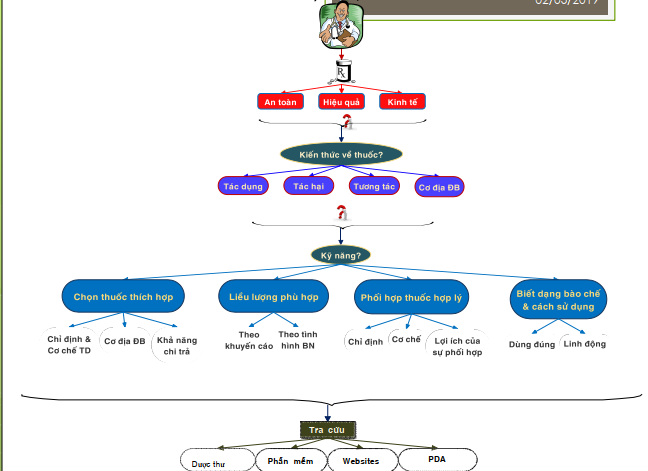 02/05/2019
Rx
An toàn
Hiệu quả
Kinh tế
Kiến thức về thuốc?
Tác dụng
Tác hại
Tương tác
Cơ địa ĐB
Kỹ năng?
Chọn thuốc thích hợp
Liều lượng phù hợp
Phối hợp thuốc hợp lý
Biết dạng bào chế
& cách sử dụng
Chỉ định &
Cơ chế TD
Cơ địa ĐB
Khả năng
chi trả
Theo
khuyến cáo
Theo tình
hình BN
Chỉ định
Cơ chế
Lợi ích của
sự phối hợp
Dùng đúng
Linh động
Tra cứu
Dược thư
Phần mềm
Websites
PDA